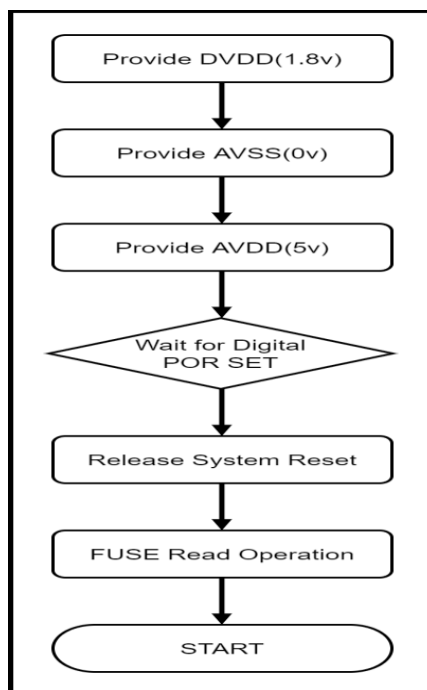 Provide DVDD(1.8v)
Provide AVSS(0v)
Provide AVDD(5v)
Wait for Digital
POR SET
Release System Reset
FUSE Read Operation
START